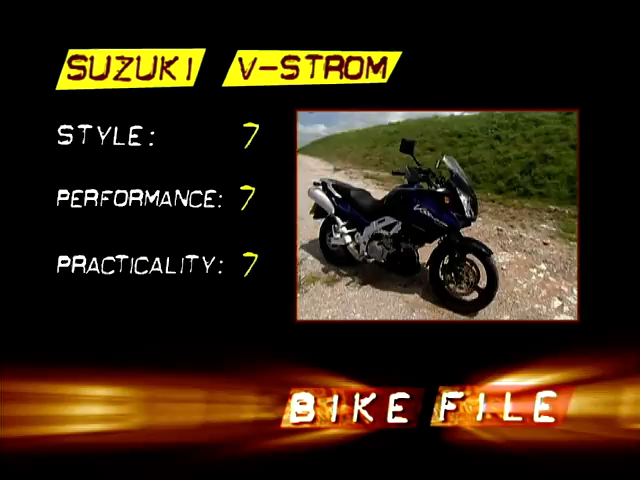 SUZUKI V-STROM
STYLE: 7
PERFORMANCE: 7
PRACTICALITY: 7
BIKE FILE